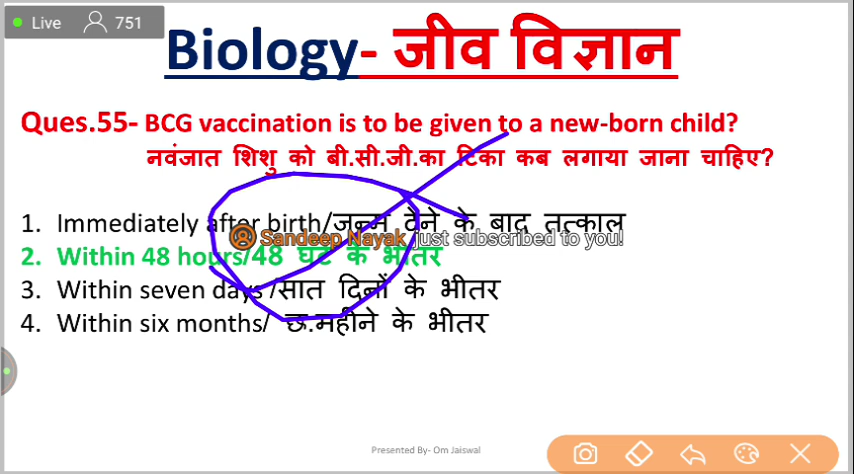 Live 751
Biology- जीव विज्ञान
Ques.55- BCG vaccination is to be given to a new-born child?
नवंजात शिशु को बी.सी.जी.का टिका कब लगाया जाना चाहिए?
1. Immediately after birth/जन्म देने के बाद तत्काल
Sandeep Nayak just subscribed to you!
2. Within 48 hours/48 घंटे के भीतर
3. Within seven days /सात दिनों के भीतर
4. Within six months/ छ.महीने के भीतर
Presented By- Om Jaiswal